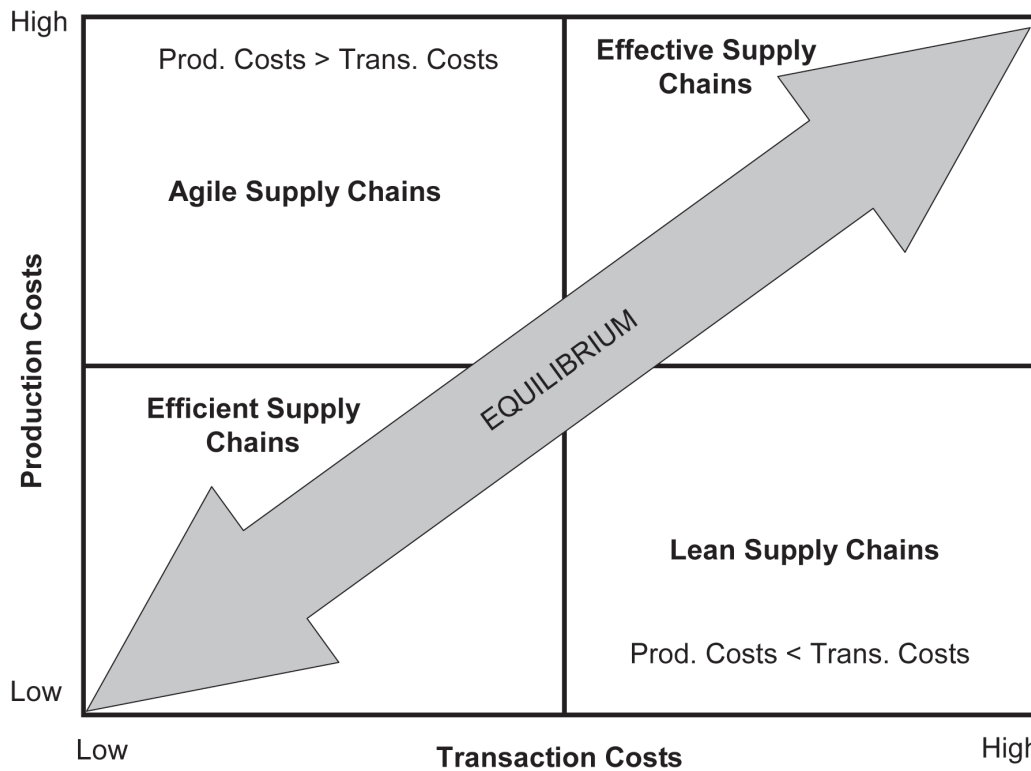 High
Prod. Costs > Trans. Costs
Effective Supply
Chains
Agile Supply Chains
Production Costs
EQUILIBRIUM
Efficient Supply
Chains
Lean Supply Chains
Prod. Costs < Trans. Costs
Low
Low
Transaction Costs
High